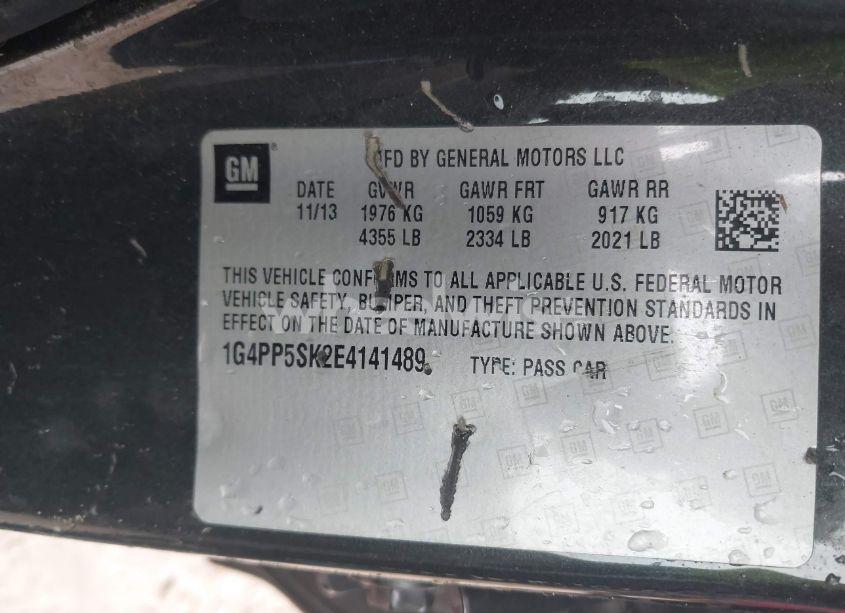 GM
MFD BY GENERAL MOTORS LLC
DATE GVWR GAWR FRT GAWR RR
11/13 1976 KG 1059 KG 917 KG
4355 LB 2334 LB 2021 LB
THIS VEHICLE CONFORMS TO ALL APPLICABLE U.S. FEDERAL MOTOR
VEHICLE SAFETY, BUMPER, AND THEFT PREVENTION STANDARDS IN
EFFECT ON THE DATE OF MANUFACTURE SHOWN ABOVE.
1G4PP5SK2E4141489 TYPE: PASS CAR